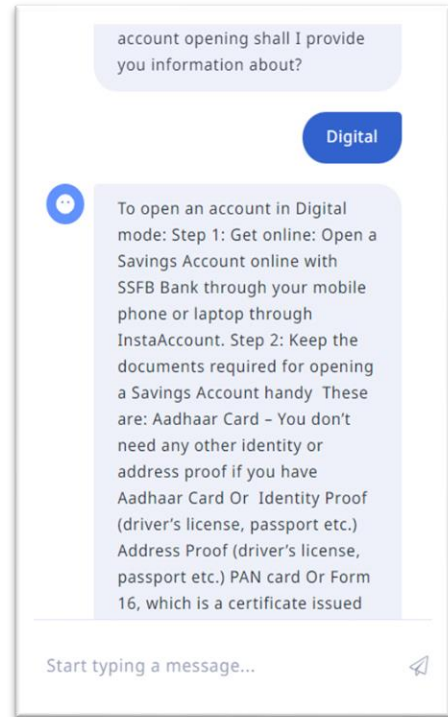 account opening shall I provide
you information about?
Digital
To open an account in Digital
mode: Step 1: Get online: Open a
Savings Account online with
SSFB Bank through your mobile
phone or laptop through
InstaAccount. Step 2: Keep the
documents required for opening
a Savings Account handy  These
are: Aadhaar Card – You don't
need any other identity or
address proof if you have
Aadhaar Card Or  Identity Proof
(driver's license, passport etc.)
Address Proof (driver's license,
passport etc.) PAN card Or Form
16, which is a certificate issued
Start typing a message...